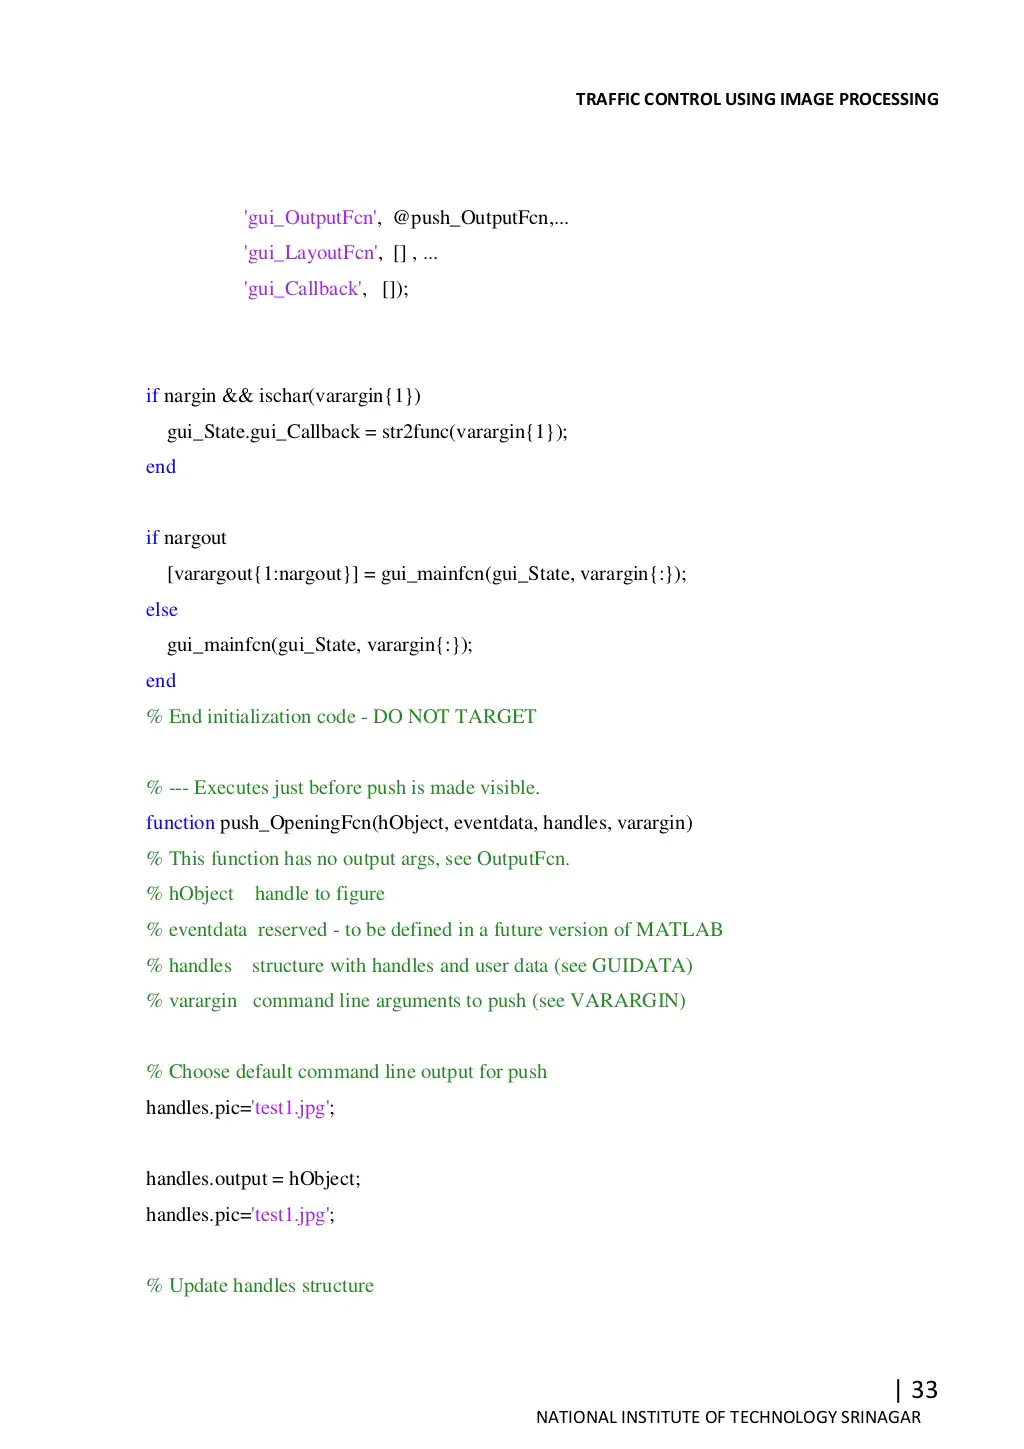 TRAFFIC CONTROL USING IMAGE PROCESSING
'gui_OutputFcn', @push_OutputFcn,...
'gui_LayoutFcn', [] , ...
'gui_Callback', []);
if nargin && ischar(varargin{1})
gui_State.gui_Callback = str2func(varargin{1});
end
if nargout
[varargout{1:nargout}] = gui_mainfcn(gui_State, varargin{:});
else
gui_mainfcn(gui_State, varargin{:});
end
% End initialization code - DO NOT TARGET
% --- Executes just before push is made visible.
function push_OpeningFcn(hObject, eventdata, handles, varargin)
% This function has no output args, see OutputFcn.
% hObject handle to figure
% eventdata reserved - to be defined in a future version of MATLAB
% handles structure with handles and user data (see GUIDATA)
% varargin command line arguments to push (see VARARGIN)
% Choose default command line output for push
handles.pic='test1.jpg';
handles.output = hObject;
handles.pic='test1.jpg';
% Update handles structure
| 33
NATIONAL INSTITUTE OF TECHNOLOGY SRINAGAR